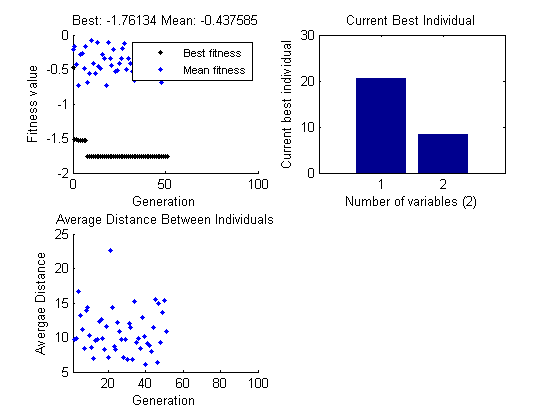 Best: -1.76134 Mean: -0.437585
0
-0.5
-1
-1.5
-2
Fitness value
Best fitness
Mean fitness
0 50 100
Generation
Current Best Individual
30
20
10
0
Current best individual
1 2
Number of variables (2)
Average Distance Between Individuals
25
20
15
10
5
Avergae Distance
20 40 60 80 100
Generation